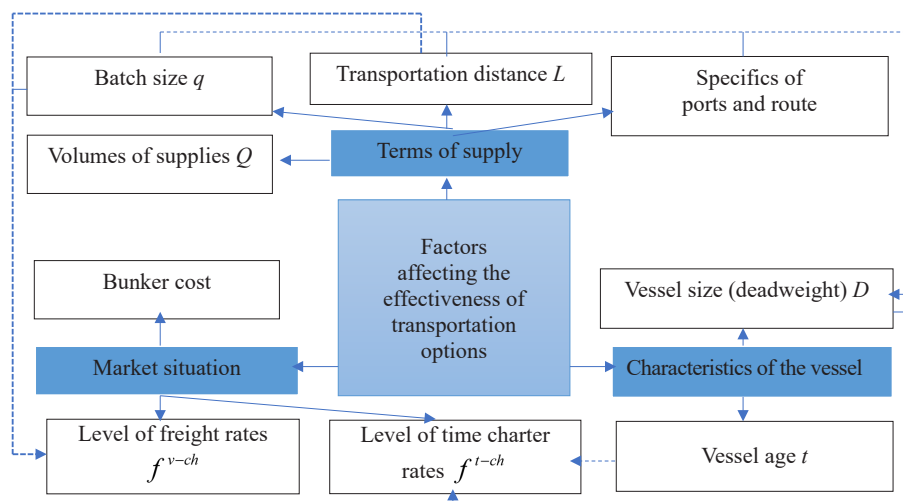 Batch size q
Transportation distance L
Specifics of
ports and route
Volumes of supplies Q
Terms of supply
Factors
affecting the
effectiveness of
transportation
options
Bunker cost
Vessel size (deadweight) D
Market situation
Characteristics of the vessel
Level of freight rates
f^{v-ch}
Level of time charter
rates f^{t-ch}
Vessel age t